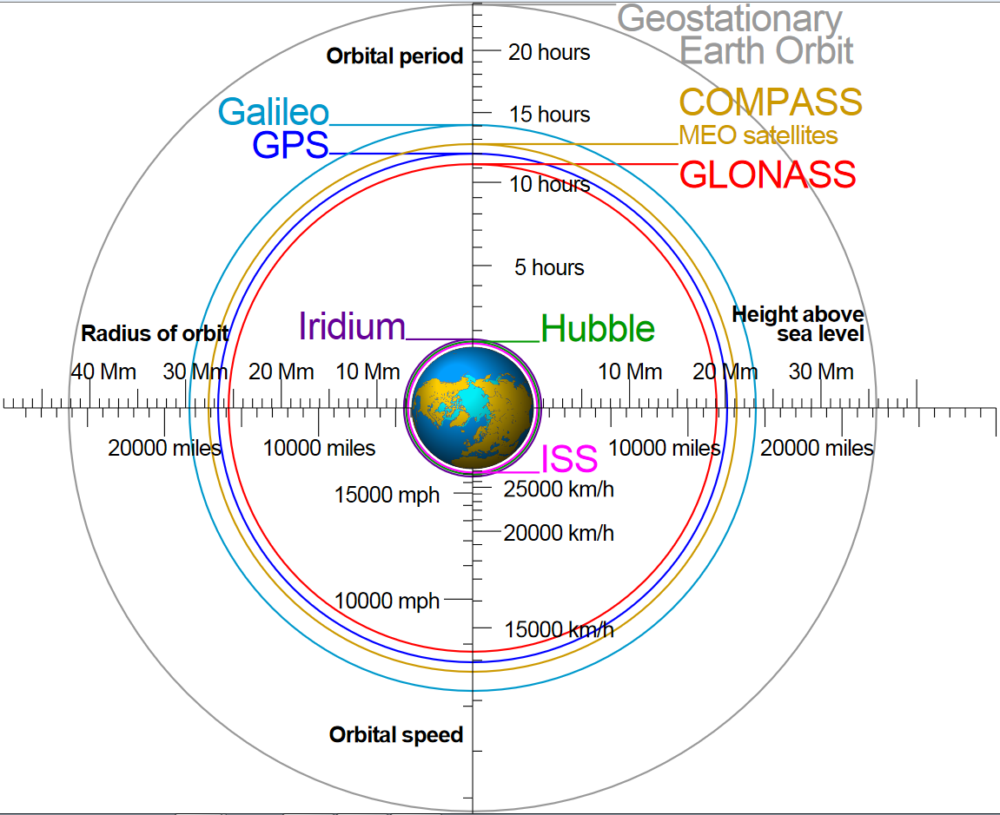 Geostationary
Earth Orbit
Orbital period
20 hours
COMPASS
Galileo
15 hours
MEO satellites
GPS
GLONASS
10 hours
5 hours
Iridium
Hubble
Height above
sea level
Radius of orbit
40 Mm
30 Mm
20 Mm
10 Mm
10 Mm
20 Mm
30 Mm
20000 miles
10000 miles
ISS
10000 miles
20000 miles
15000 mph
25000 km/h
20000 km/h
10000 mph
15000 km/h
Orbital speed